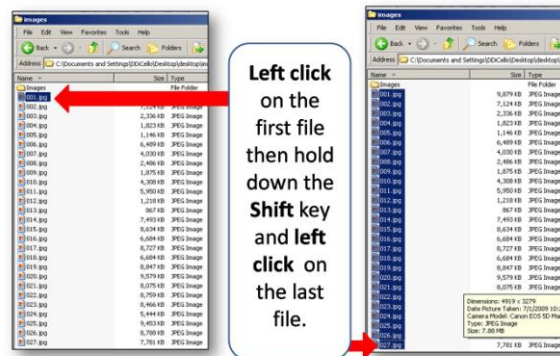 images
File Edit View Favorites Tools Help
Back Search Folders
Address C:\Documents and Settings\DDiCello\Desktop\desktop\im
Name Size Type
Images File Folder
001.jpg
002.jpg 7,124 KB JPEG Image
003.jpg 2,336 KB JPEG Image
004.jpg 1,823 KB JPEG Image
005.jpg 1,146 KB JPEG Image
006.jpg 6,489 KB JPEG Image
007.jpg 4,030 KB JPEG Image
008.jpg 2,486 KB JPEG Image
009.jpg 1,875 KB JPEG Image
010.jpg 4,308 KB JPEG Image
011.jpg 5,950 KB JPEG Image
012.jpg 1,218 KB JPEG Image
013.jpg 867 KB JPEG Image
014.jpg 7,493 KB JPEG Image
015.jpg 8,634 KB JPEG Image
016.jpg 6,684 KB JPEG Image
017.jpg 8,727 KB JPEG Image
018.jpg 6,684 KB JPEG Image
019.jpg 8,847 KB JPEG Image
020.jpg 9,579 KB JPEG Image
021.jpg 8,075 KB JPEG Image
022.jpg 8,759 KB JPEG Image
023.jpg 8,466 KB JPEG Image
024.jpg 5,444 KB JPEG Image
025.jpg 9,453 KB JPEG Image
026.jpg 8,788 KB JPEG Image
027.jpg 7,781 KB JPEG Image
Left click
on the
first file
then hold
down the
Shift key
and left
click on
the last
file.
images
File Edit View Favorites Tools Help
Back Search Folders
Address C:\Documents and Settings\DDiCello\Desktop\desktop\
Name Size Type
Images File Folder
001.jpg 9,879 KB JPEG Image
002.jpg 7,124 KB JPEG Image
003.jpg 2,336 KB JPEG Image
004.jpg 1,823 KB JPEG Image
005.jpg 1,146 KB JPEG Image
006.jpg 6,489 KB JPEG Image
007.jpg 4,030 KB JPEG Image
008.jpg 2,486 KB JPEG Image
009.jpg 1,875 KB JPEG Image
010.jpg 4,308 KB JPEG Image
011.jpg 5,950 KB JPEG Image
012.jpg 1,218 KB JPEG Image
013.jpg 867 KB JPEG Image
014.jpg 7,493 KB JPEG Image
015.jpg 8,634 KB JPEG Image
016.jpg 6,684 KB JPEG Image
017.jpg 8,727 KB JPEG Image
018.jpg 6,684 KB JPEG Image
019.jpg 8,847 KB JPEG Image
020.jpg 9,579 KB JPEG Image
021.jpg 8,075 KB JPEG Image
022.jpg
023.jpg Dimensions: 4919 x 3279
024.jpg Date Picture Taken: 7/1/2009 10:
025.jpg Camera Model: Canon EOS 5D Ma
026.jpg Type: JPEG Image
Size: 7.88 MB
027.jpg 7,781 KB JPEG Image